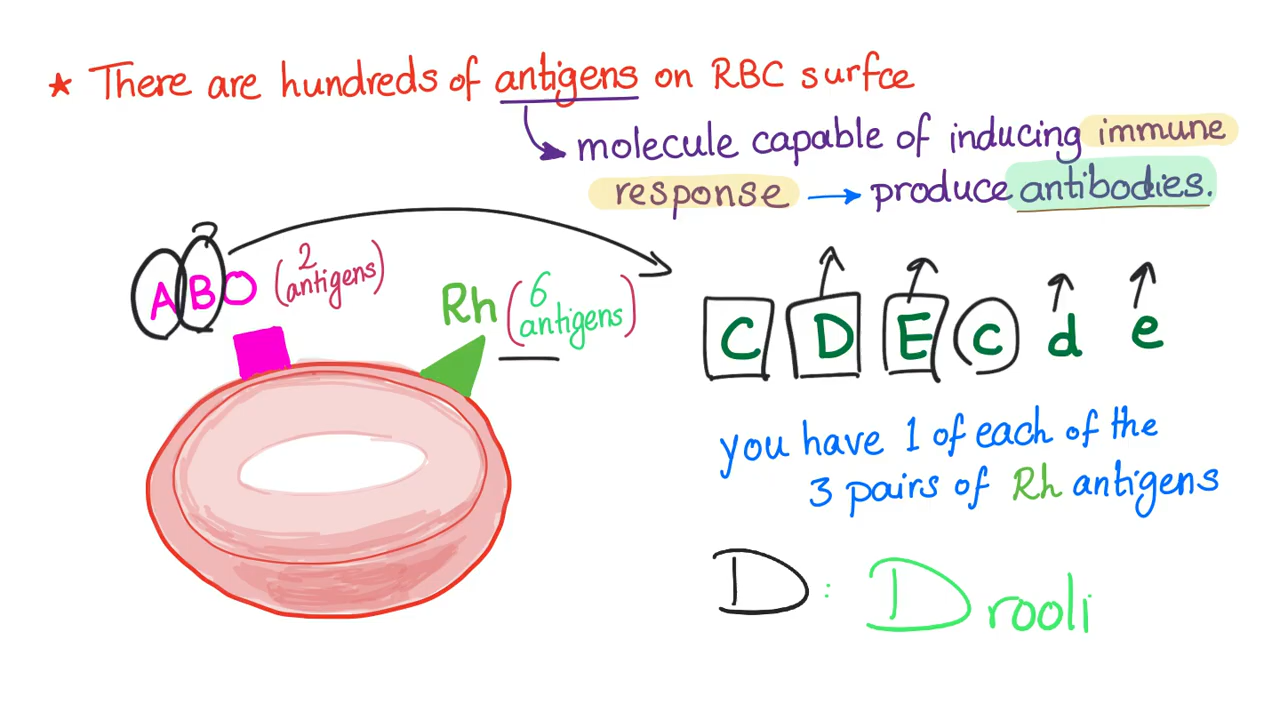 ★ There are hundreds of antigens on RBC surfce
molecule capable of inducing immune
response → produce antibodies.
ABO (2 antigens)
Rh (6 antigens)
C D E c d e
you have 1 of each of the
3 pairs of Rh antigens
D : Drooli